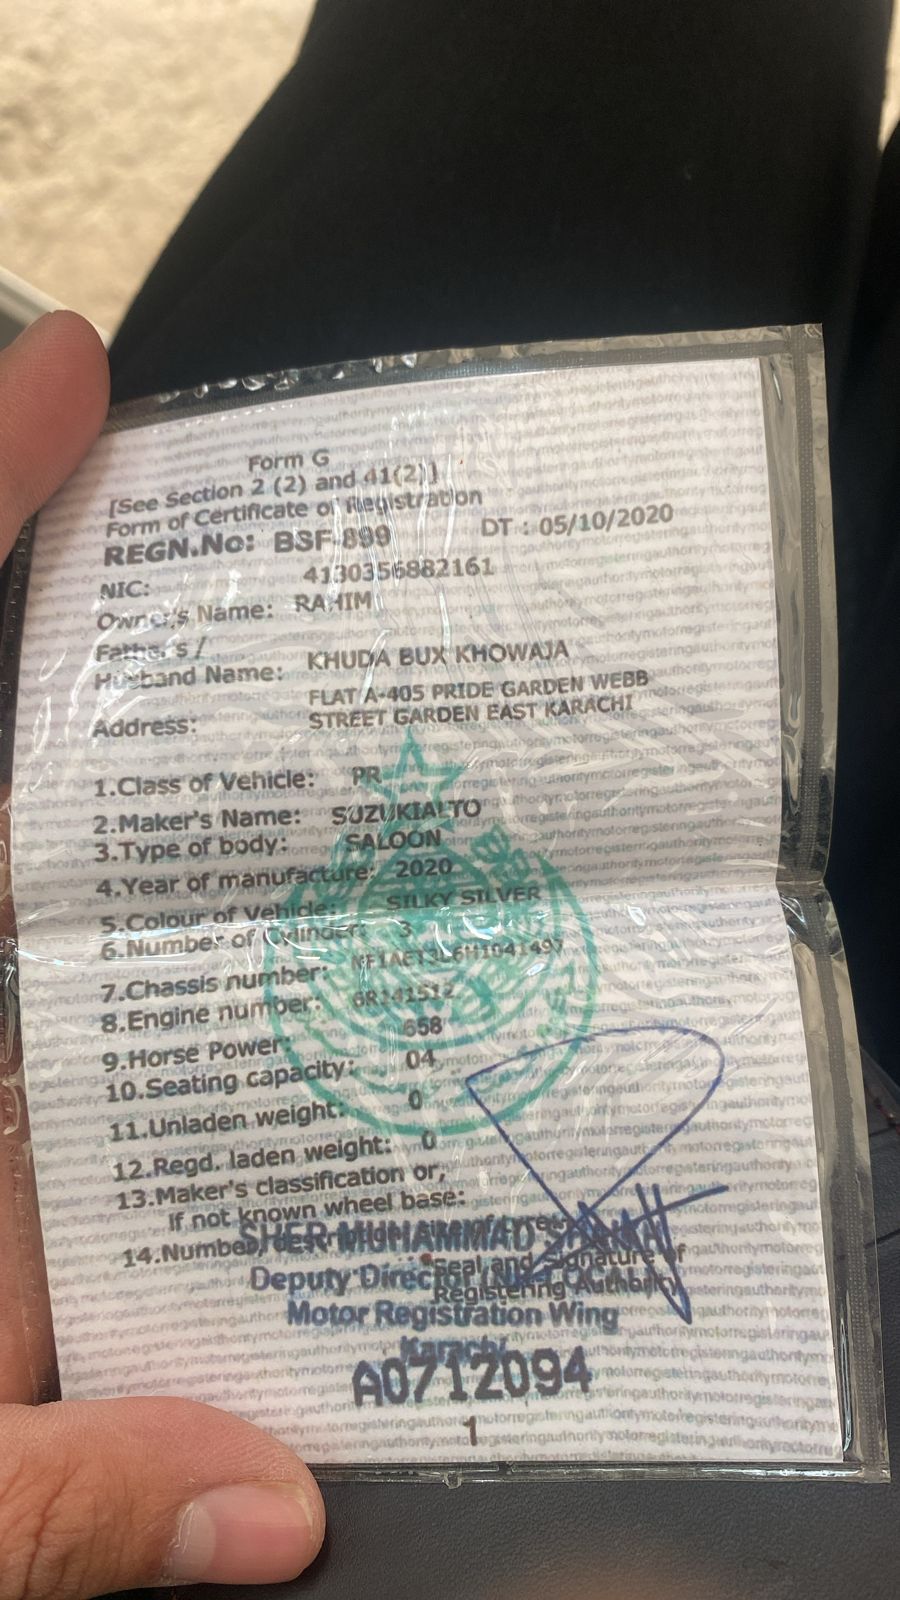 Form G
[See Section 2 (2) and 41(2)]
Form of Certificate of Registration
REGN.No: BSF-899 DT : 05/10/2020
NIC: 4130356882161
Owner's Name: RAHIM
Father's /
Husband Name: KHUDA BUX KHOWAJA
Address: FLAT A-405 PRIDE GARDEN WEBB
STREET GARDEN EAST KARACHI
1.Class of Vehicle: PR
2.Maker's Name: SUZUKIALTO
3.Type of body: SALOON
4.Year of manufacture: 2020
5.Colour of Vehicle: SILKY SILVER
6.Number of Cylinder: 3
7.Chassis number:
8.Engine number:
9.Horse Power: 658
10.Seating capacity: 04
11.Unladen weight: 0
12.Regd. laden weight: 0
13.Maker's classification or,
If not known wheel base:
14.Number,
SHER MUHAMMAD
Seal and Signature of
Deputy Director
Registering Authority
Motor Registration Wing
Karachi
A0712094
1